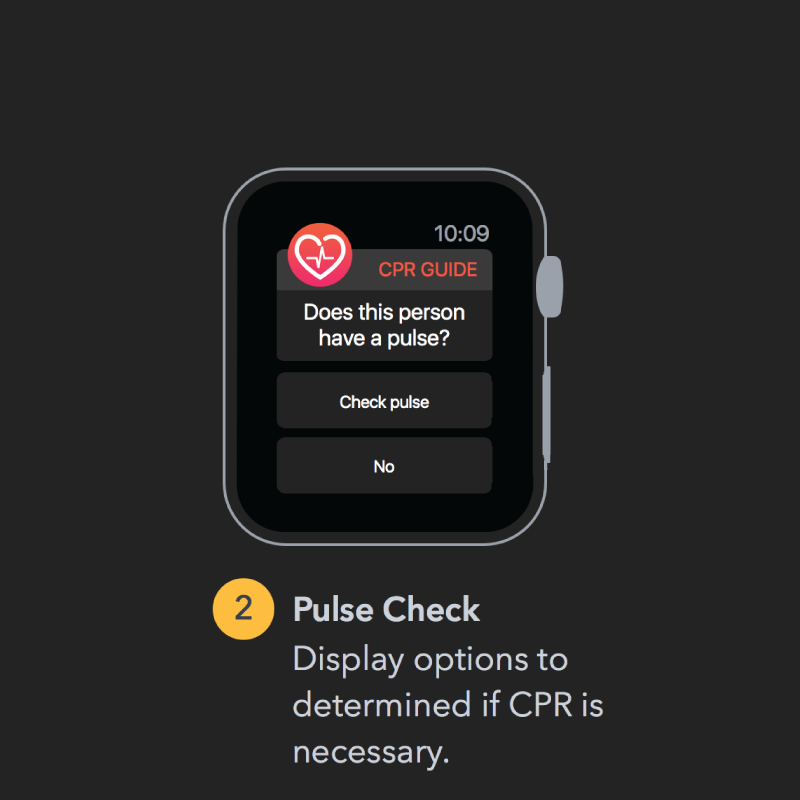 10:09
CPR GUIDE
Does this person
have a pulse?
Check pulse
No
2
Pulse Check
Display options to
determined if CPR is
necessary.